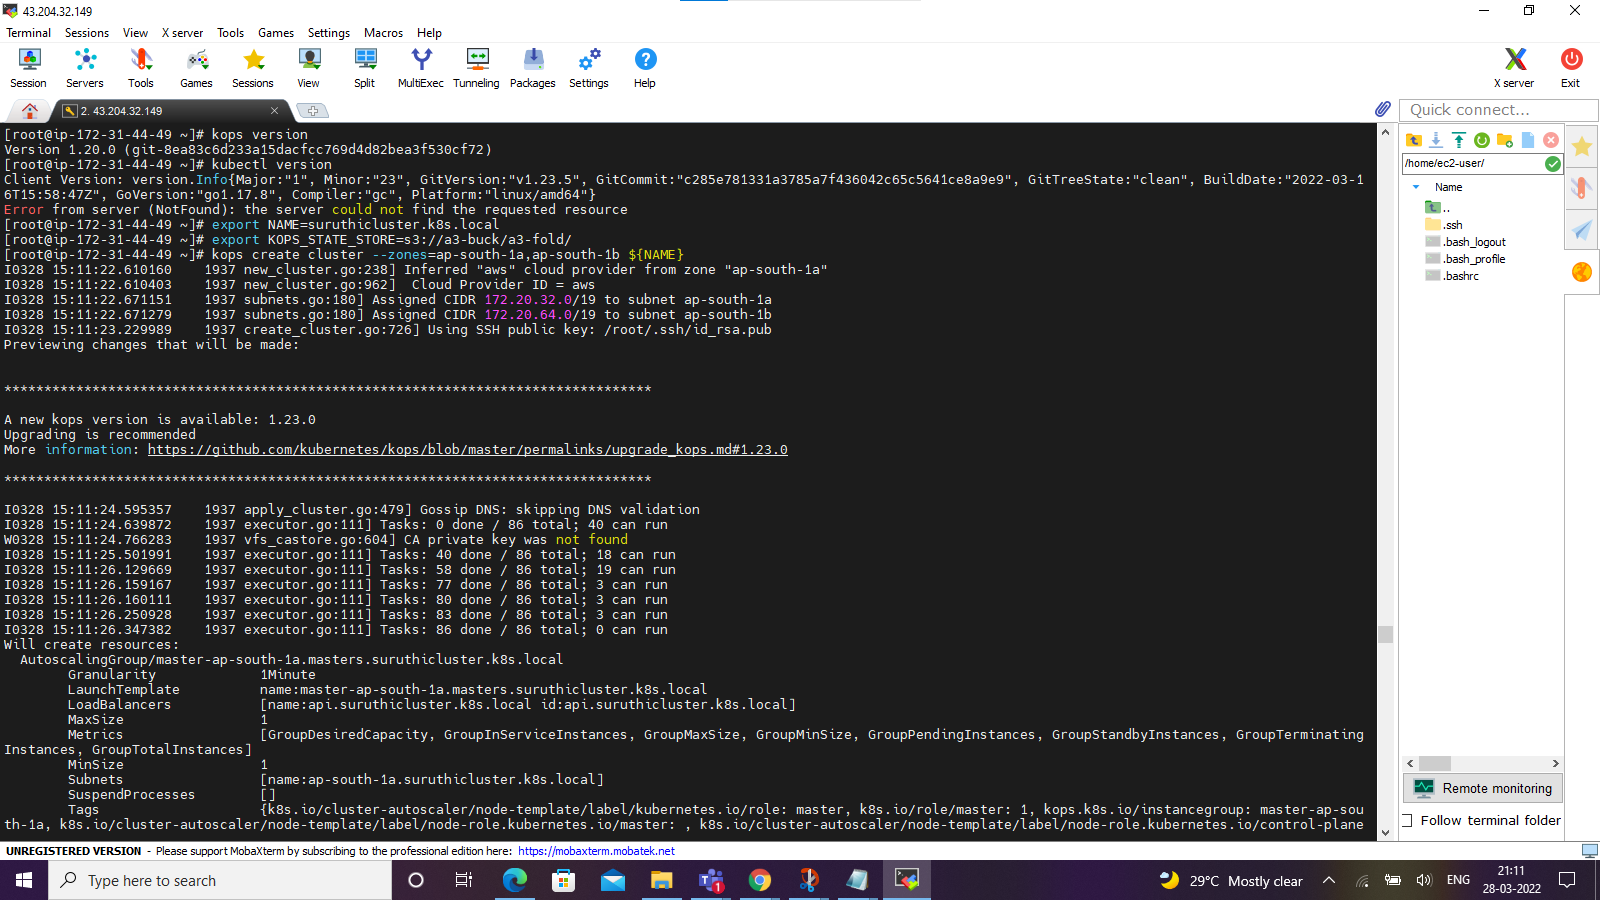 43.204.32.149
Terminal Sessions View X server Tools Games Settings Macros Help
Session Servers Tools Games Sessions View Split MultiExec Tunneling Packages Settings Help X server Exit
2. 43.204.32.149
Quick connect...
[root@ip-172-31-44-49 ~]# kops version
Version 1.20.0 (git-8ea83c6d233a15dacfcc769d4d82bea3f530cf72)
[root@ip-172-31-44-49 ~]# kubectl version
Client Version: version.Info{Major:"1", Minor:"23", GitVersion:"v1.23.5", GitCommit:"c285e781331a3785a7f436042c65c5641ce8a9e9", GitTreeState:"clean", BuildDate:"2022-03-1
6T15:58:47Z", GoVersion:"go1.17.8", Compiler:"gc", Platform:"linux/amd64"}
Error from server (NotFound): the server could not find the requested resource
[root@ip-172-31-44-49 ~]# export NAME=suruthicluster.k8s.local
[root@ip-172-31-44-49 ~]# export KOPS_STATE_STORE=s3://a3-buck/a3-fold/
[root@ip-172-31-44-49 ~]# kops create cluster --zones=ap-south-1a,ap-south-1b ${NAME}
I0328 15:11:22.610160    1937 new_cluster.go:238] Inferred "aws" cloud provider from zone "ap-south-1a"
I0328 15:11:22.610403    1937 new_cluster.go:962]  Cloud Provider ID = aws
I0328 15:11:22.671151    1937 subnets.go:180] Assigned CIDR 172.20.32.0/19 to subnet ap-south-1a
I0328 15:11:22.671279    1937 subnets.go:180] Assigned CIDR 172.20.64.0/19 to subnet ap-south-1b
I0328 15:11:23.229989    1937 create_cluster.go:726] Using SSH public key: /root/.ssh/id_rsa.pub
Previewing changes that will be made:
*********************************************************************************
A new kops version is available: 1.23.0
Upgrading is recommended
More information: https://github.com/kubernetes/kops/blob/master/permalinks/upgrade_kops.md#1.23.0
*********************************************************************************
I0328 15:11:24.595357    1937 apply_cluster.go:479] Gossip DNS: skipping DNS validation
I0328 15:11:24.639872    1937 executor.go:111] Tasks: 0 done / 86 total; 40 can run
W0328 15:11:24.766283    1937 vfs_castore.go:604] CA private key was not found
I0328 15:11:25.501991    1937 executor.go:111] Tasks: 40 done / 86 total; 18 can run
I0328 15:11:26.129669    1937 executor.go:111] Tasks: 58 done / 86 total; 19 can run
I0328 15:11:26.159167    1937 executor.go:111] Tasks: 77 done / 86 total; 3 can run
I0328 15:11:26.160111    1937 executor.go:111] Tasks: 80 done / 86 total; 3 can run
I0328 15:11:26.250928    1937 executor.go:111] Tasks: 83 done / 86 total; 3 can run
I0328 15:11:26.347382    1937 executor.go:111] Tasks: 86 done / 86 total; 0 can run
Will create resources:
  AutoscalingGroup/master-ap-south-1a.masters.suruthicluster.k8s.local
        Granularity             1Minute
        LaunchTemplate          name:master-ap-south-1a.masters.suruthicluster.k8s.local
        LoadBalancers           [name:api.suruthicluster.k8s.local id:api.suruthicluster.k8s.local]
        MaxSize                 1
        Metrics                 [GroupDesiredCapacity, GroupInServiceInstances, GroupMaxSize, GroupMinSize, GroupPendingInstances, GroupStandbyInstances, GroupTerminating
Instances, GroupTotalInstances]
        MinSize                 1
        Subnets                 [name:ap-south-1a.suruthicluster.k8s.local]
        SuspendProcesses        []
        Tags                    {k8s.io/cluster-autoscaler/node-template/label/kubernetes.io/role: master, k8s.io/role/master: 1, kops.k8s.io/instancegroup: master-ap-sou
th-1a, k8s.io/cluster-autoscaler/node-template/label/node-role.kubernetes.io/master: , k8s.io/cluster-autoscaler/node-template/label/node-role.kubernetes.io/control-plane
/home/ec2-user/
Name
..
.ssh
.bash_logout
.bash_profile
.bashrc
Remote monitoring
Follow terminal folder
UNREGISTERED VERSION - Please support MobaXterm by subscribing to the professional edition here: https://mobaxterm.mobatek.net
Type here to search
1
29°C Mostly clear
ENG
21:11
28-03-2022